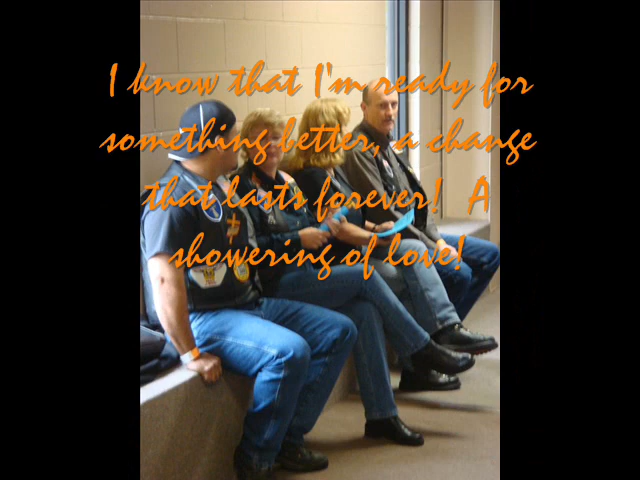 I know that I'm ready for
something better, a change
that lasts forever! A
showering of love!